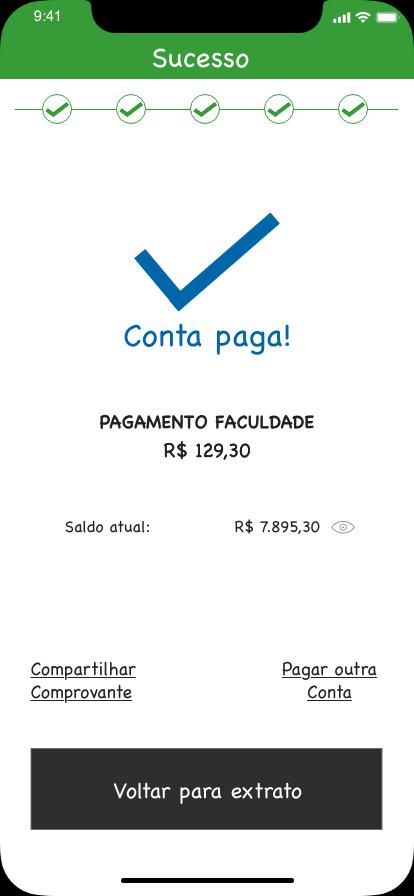 9:41
Sucesso
Conta paga!
PAGAMENTO FACULDADE
R$ 129,30
Saldo atual: R$ 7.895,30
Compartilhar
Comprovante
Pagar outra
Conta
Voltar para extrato